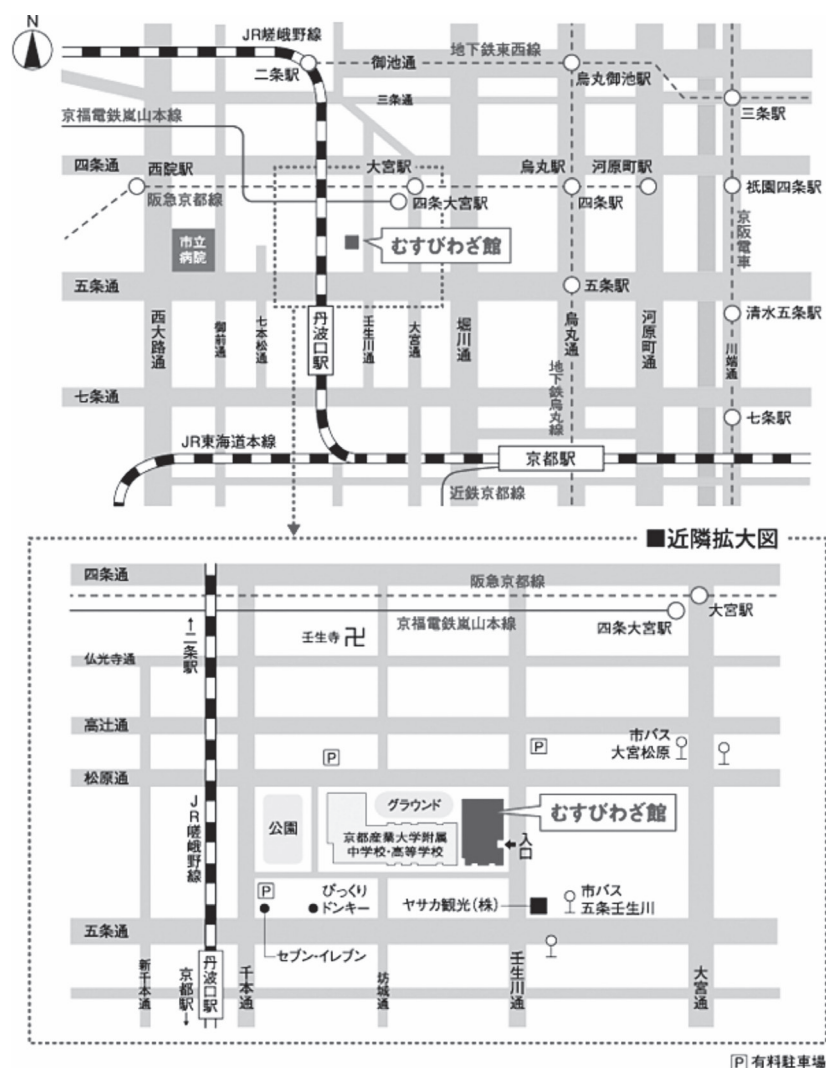 N
JR嵯峨野線
地下鉄東西線
二条駅
御池通
烏丸御池駅
三条通
三条駅
京福電鉄嵐山本線
四条通
西院駅
大宮駅
烏丸駅
河原町駅
阪急京都線
四条大宮駅
四条駅
祇園四条駅
京阪電車
市立
病院
むすびわざ館
五条通
五条駅
清水五条駅
西大路通
御前通
七本松通
丹波口駅
壬生川通
大宮通
堀川通
烏丸通
地下鉄烏丸線
河原町通
川端通
七条通
七条駅
JR東海道本線
京都駅
近鉄京都線
■近隣拡大図
四条通
阪急京都線
大宮駅
京福電鉄嵐山本線
四条大宮駅
↑二条駅
壬生寺 卍
仏光寺通
高辻通
市バス
大宮松原
P
P
松原通
JR嵯峨野線
公園
グラウンド
京都産業大学附属
中学校・高等学校
むすびわざ館
←入口
P
びっくり
ドンキー
ヤサカ観光(株)
市バス
五条壬生川
五条通
セブン-イレブン
新千本通
京都駅↓
丹波口駅
千本通
坊城通
壬生川通
大宮通
P 有料駐車場